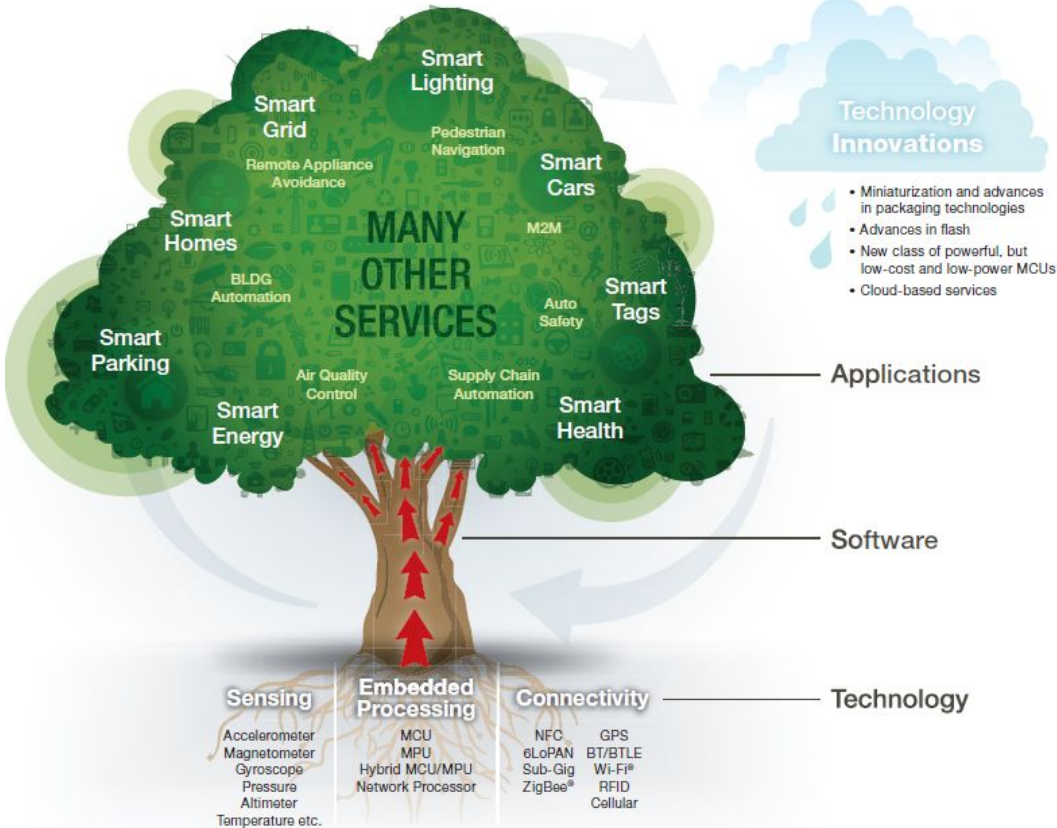 Smart
Lighting
Smart
Grid
Pedestrian
Navigation
Remote Appliance
Avoidance
Smart
Cars
Smart
Homes
MANY
OTHER
SERVICES
M2M
BLDG
Automation
Smart
Tags
Auto
Safety
Smart
Parking
Air Quality
Control
Supply Chain
Automation
Smart
Energy
Smart
Health
Technology
Innovations
• Miniaturization and advances
in packaging technologies
• Advances in flash
• New class of powerful, but
low-cost and low-power MCUs
• Cloud-based services
Applications
Software
Technology
Sensing
Accelerometer
Magnetometer
Gyroscope
Pressure
Altimeter
Temperature etc.
Embedded
Processing
MCU
MPU
Hybrid MCU/MPU
Network Processor
Connectivity
NFC GPS
6LoPAN BT/BTLE
Sub-Gig Wi-Fi®
ZigBee® RFID
Cellular